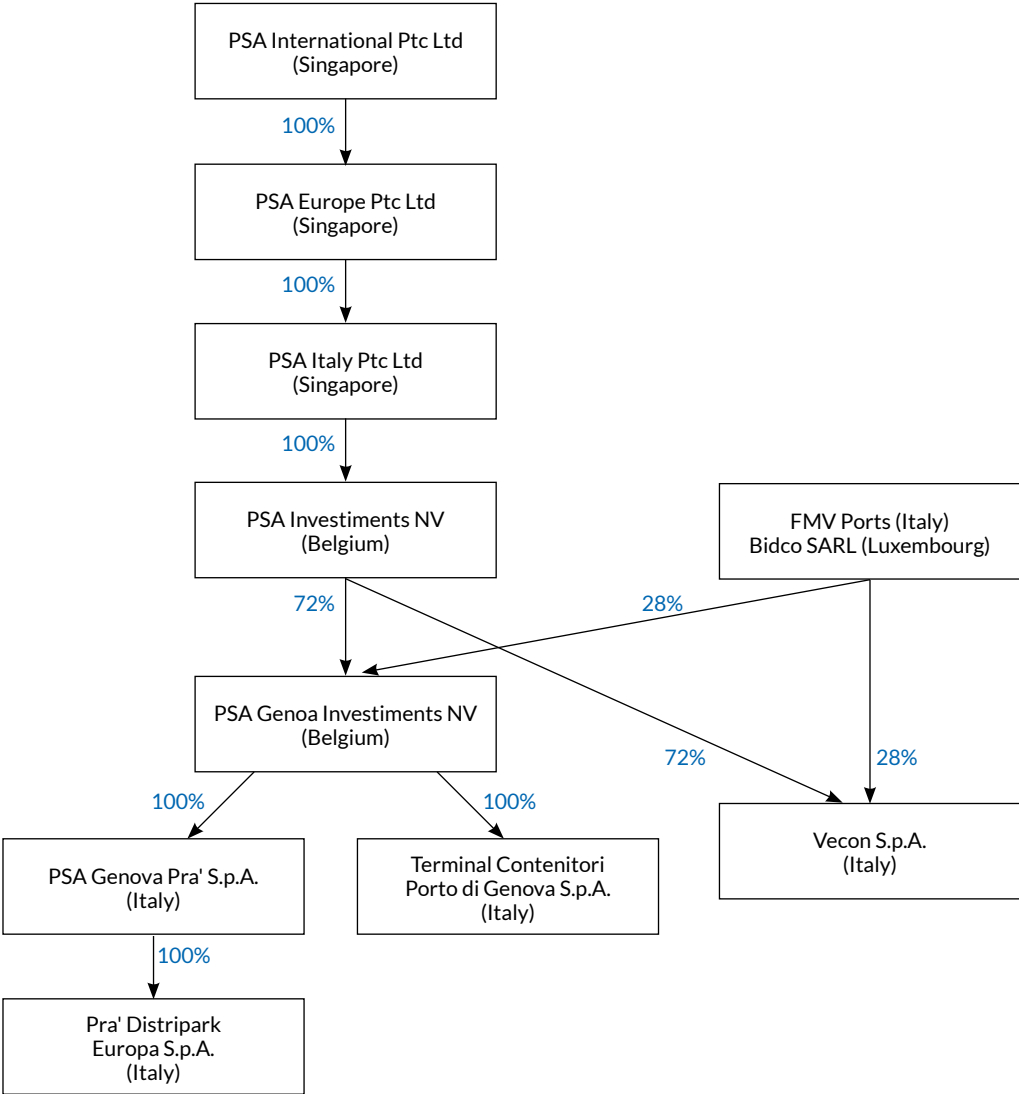 PSA International Ptc Ltd
(Singapore)
100%
PSA Europe Ptc Ltd
(Singapore)
100%
PSA Italy Ptc Ltd
(Singapore)
100%
PSA Investiments NV
(Belgium)
FMV Ports (Italy)
Bidco SARL (Luxembourg)
72%
28%
PSA Genoa Investiments NV
(Belgium)
72%
28%
100%
100%
PSA Genova Pra' S.p.A.
(Italy)
Terminal Contenitori
Porto di Genova S.p.A.
(Italy)
Vecon S.p.A.
(Italy)
100%
Pra' Distripark
Europa S.p.A.
(Italy)